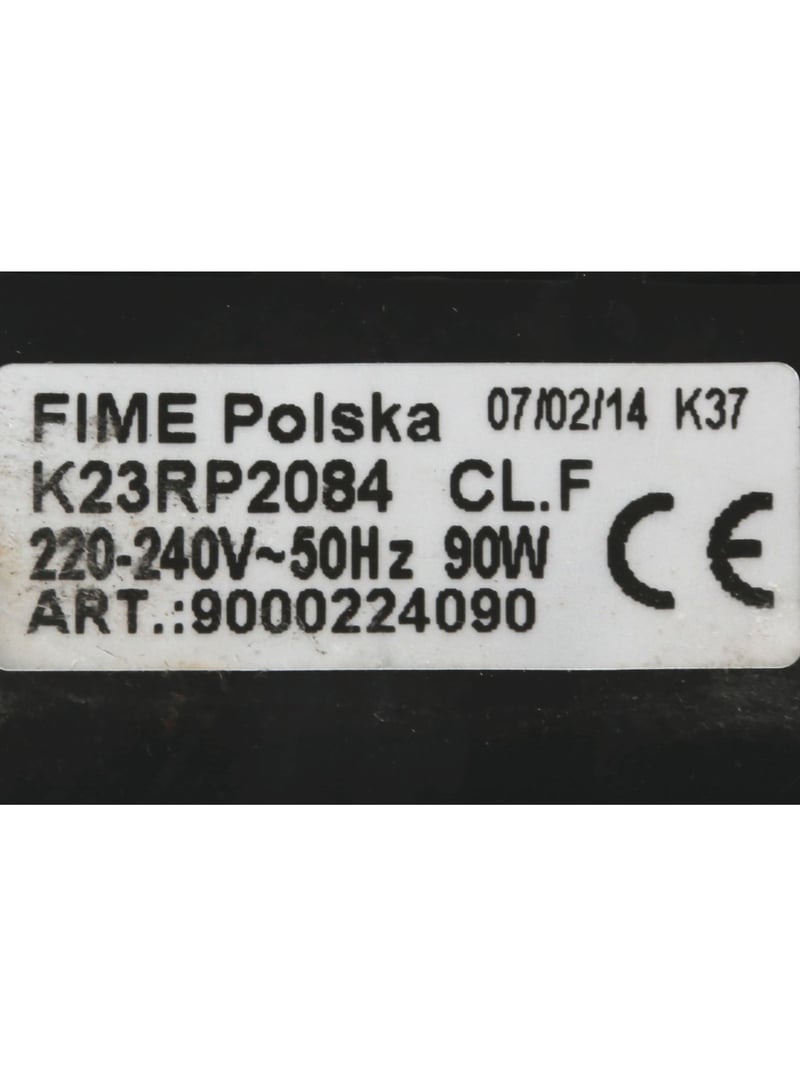 FIME Polska 07/02/14 K37
K23RP2084 CL.F
220-240V~50Hz 90W
ART.:9000224090
CE